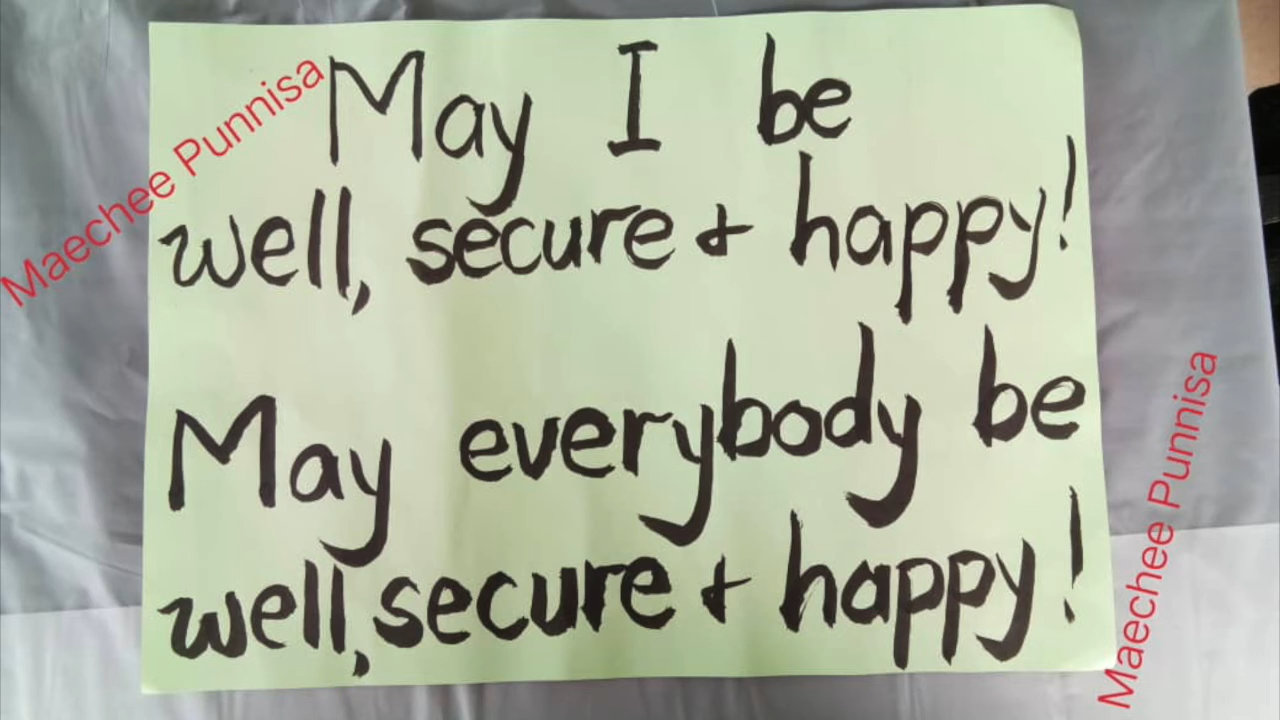 Maechee Punnisa
May I be
well, secure + happy!
May everybody be
well, secure + happy!
Maechee Punnisa